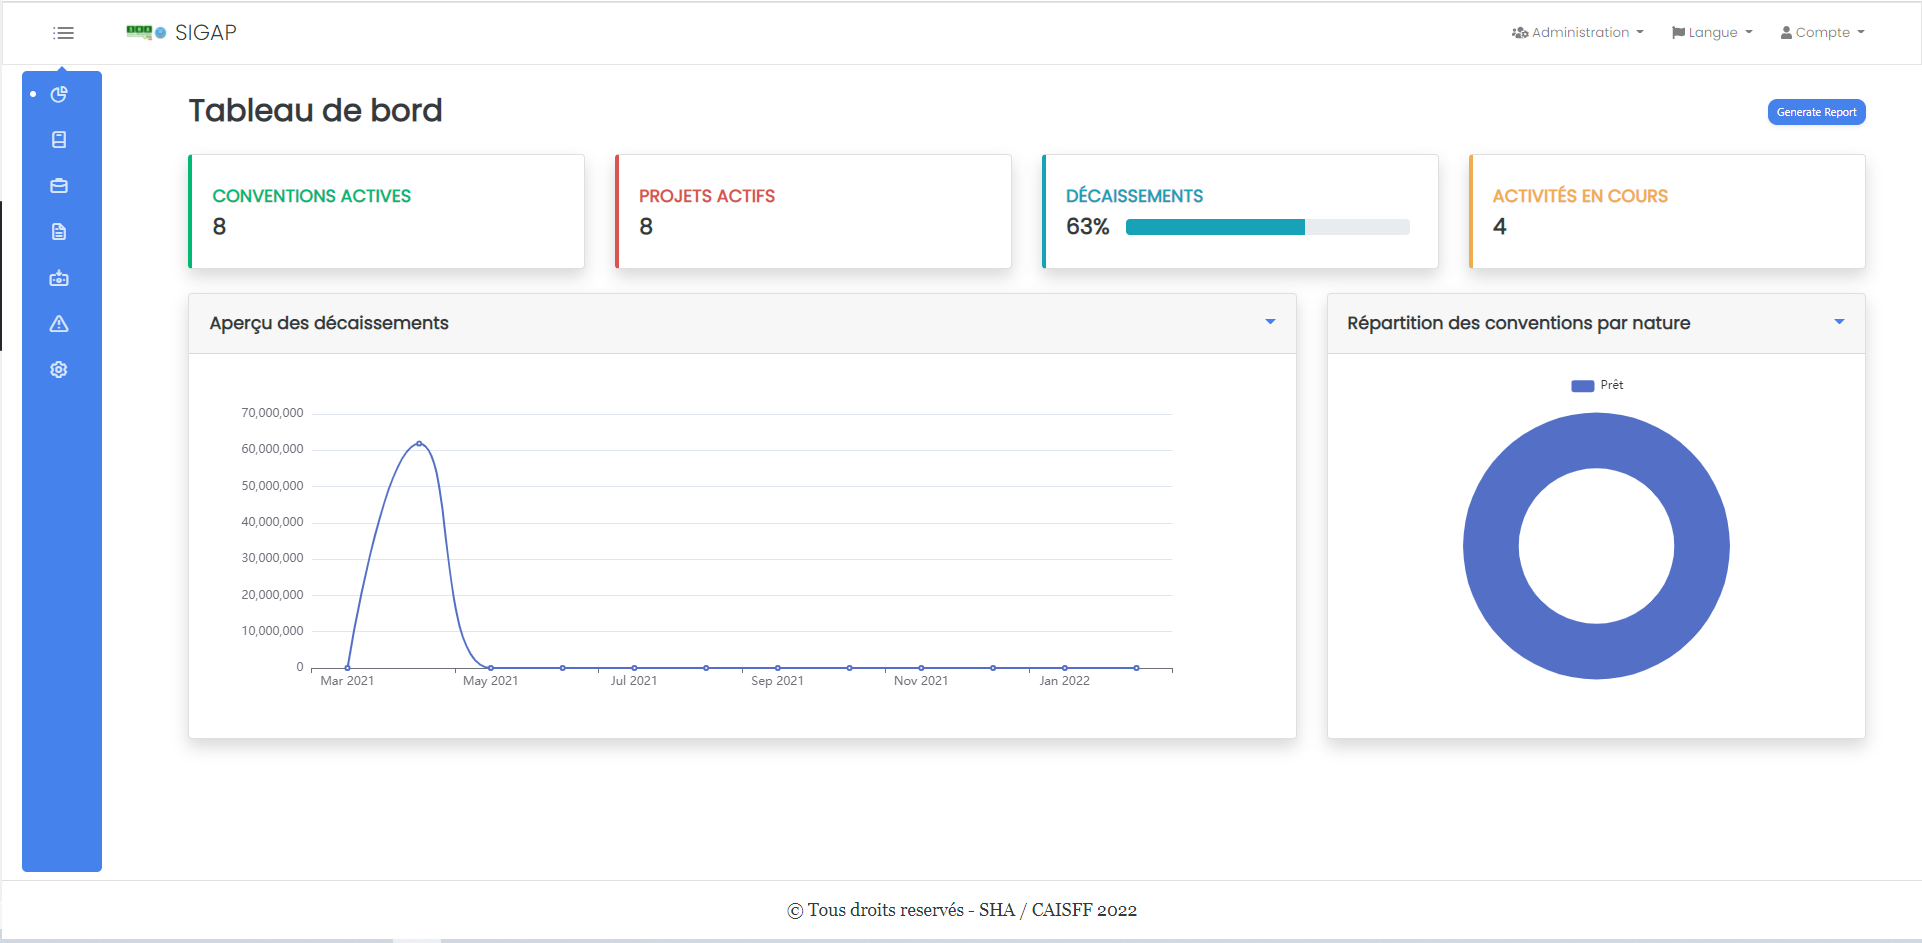 SIGAP
Administration
Langue
Compte
Tableau de bord
Generate Report
CONVENTIONS ACTIVES
8
PROJETS ACTIFS
8
DÉCAISSEMENTS
63%
ACTIVITÉS EN COURS
4
Aperçu des décaissements
70,000,000
60,000,000
50,000,000
40,000,000
30,000,000
20,000,000
10,000,000
0
Mar 2021
May 2021
Jul 2021
Sep 2021
Nov 2021
Jan 2022
Répartition des conventions par nature
Prêt
© Tous droits reservés - SHA / CAISFF 2022